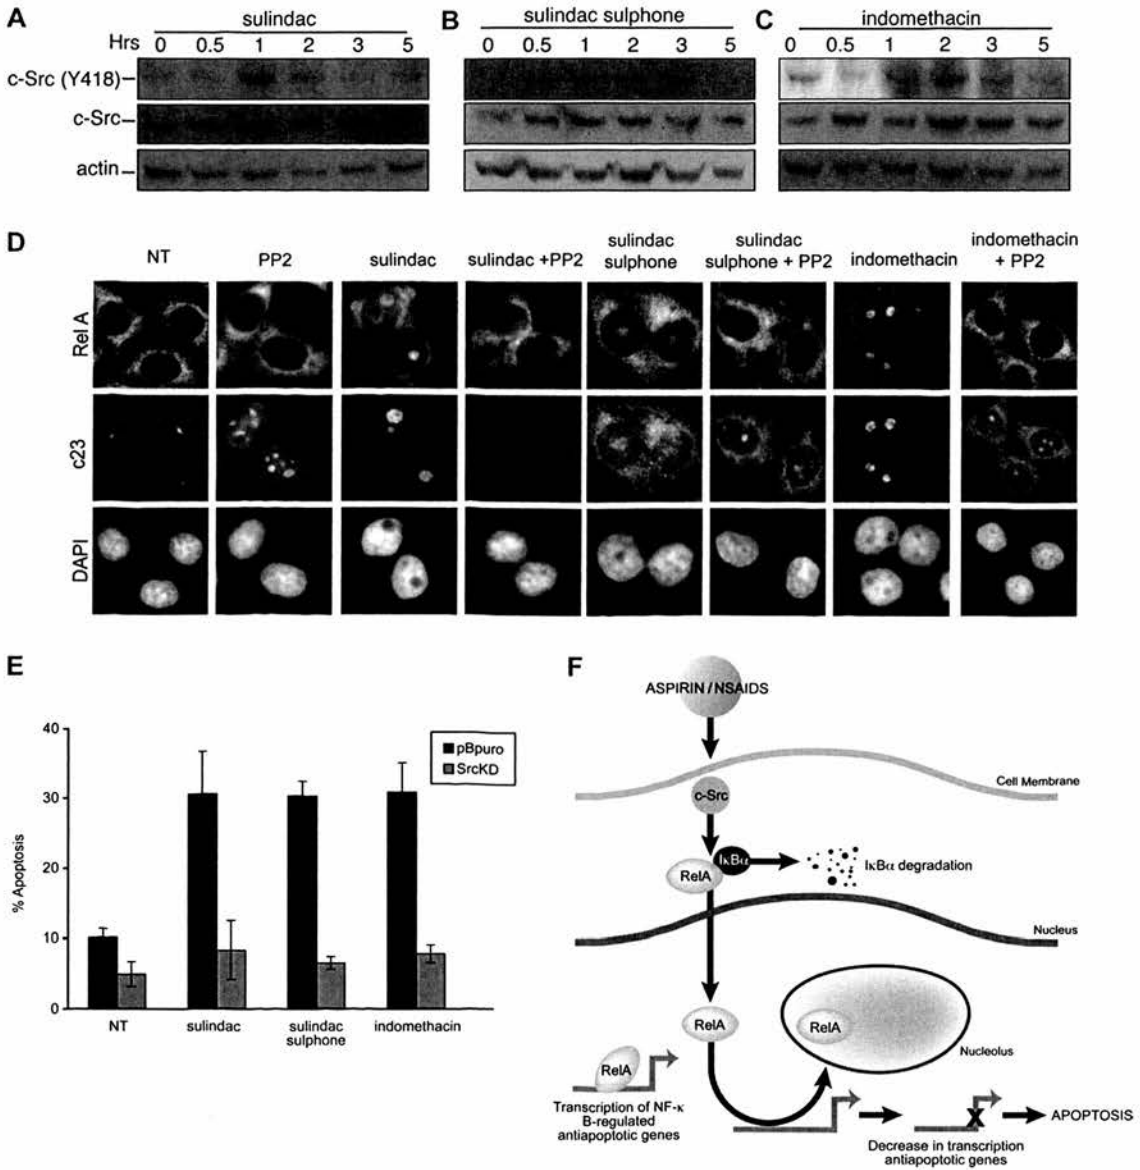 A
sulindac
B
sulindac sulphone
C
indomethacin
Hrs 0 0.5 1 2 3 5
0 0.5 1 2 3 5
0 0.5 1 2 3 5
c-Src (Y418)
c-Src
actin
D
NT
PP2
sulindac
sulindac +PP2
sulindac
sulphone
sulindac
sulphone + PP2
indomethacin
indomethacin
+ PP2
Rel A
c23
DAPI
E
% Apoptosis
40
30
20
10
0
pBpuro
SrcKD
NT
sulindac
sulindac
sulphone
indomethacin
F
ASPIRIN / NSAIDS
Cell Membrane
c-Src
IκBα
RelA
IκBα degradation
Nucleus
RelA
RelA
Nucleolus
RelA
Transcription of NF-κ
B-regulated
antiapoptotic genes
X
APOPTOSIS
Decrease in transcription
antiapoptotic genes